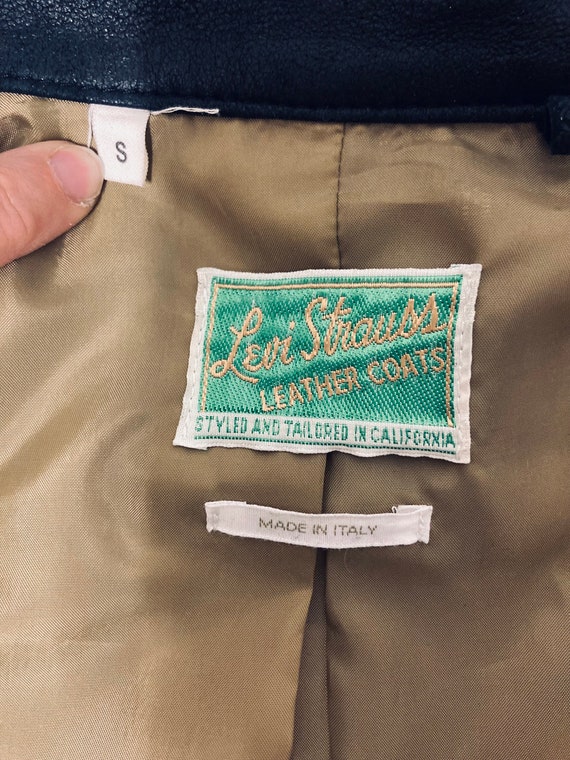 S
Levi Strauss
LEATHER COATS
STYLED AND TAILORED IN CALIFORNIA
MADE IN ITALY